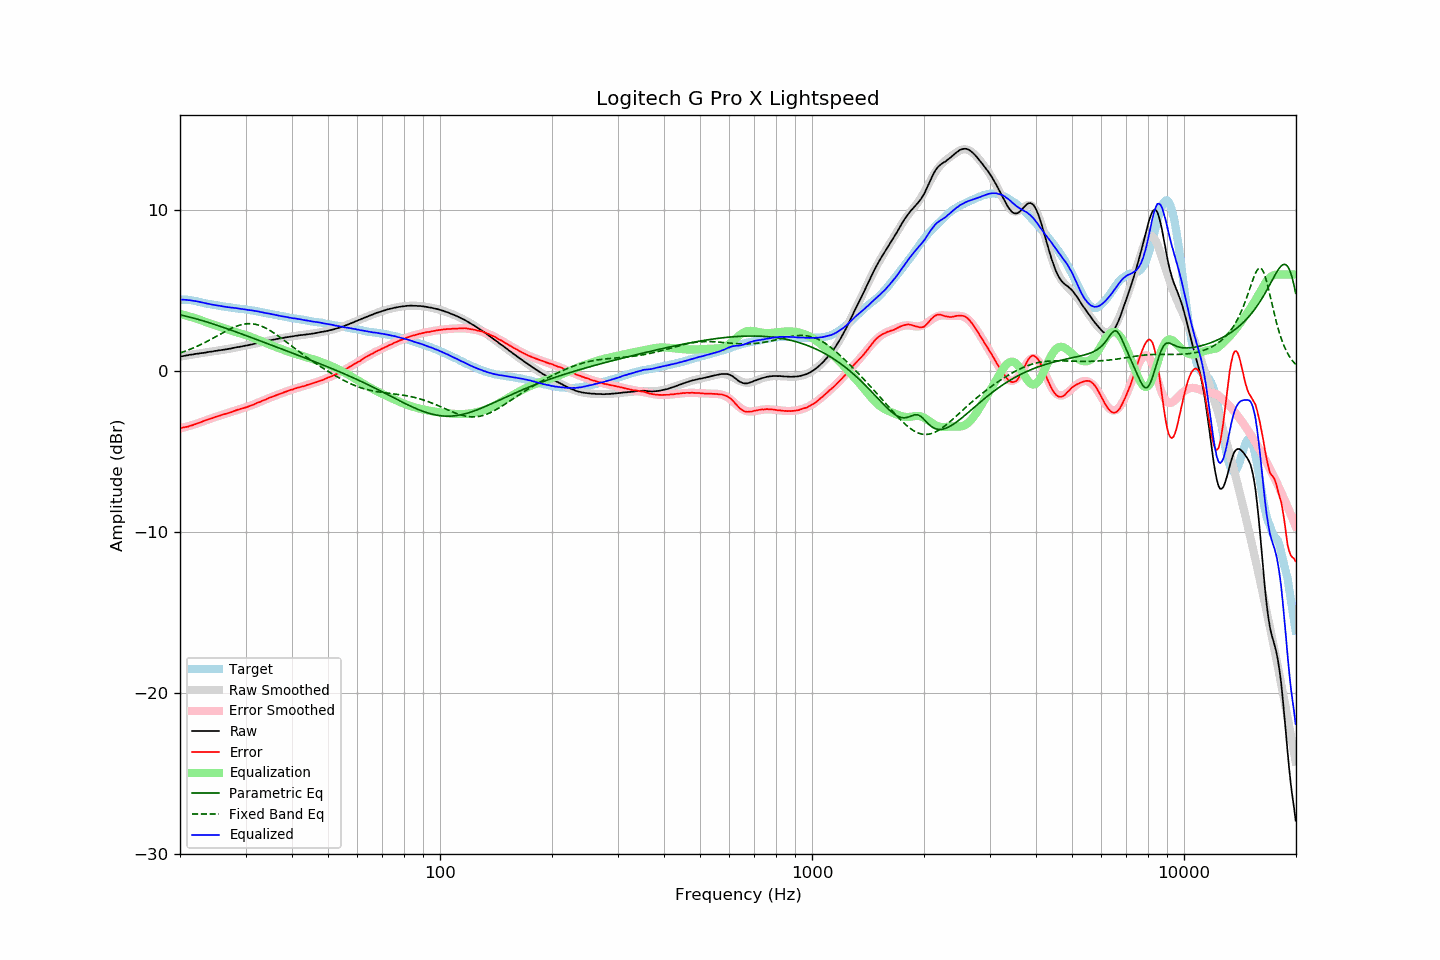 Logitech G Pro X Lightspeed
10
0
−10
−20
−30
Amplitude (dBr)
100
1000
10000
Frequency (Hz)
Target
Raw Smoothed
Error Smoothed
Raw
Error
Equalization
Parametric Eq
Fixed Band Eq
Equalized